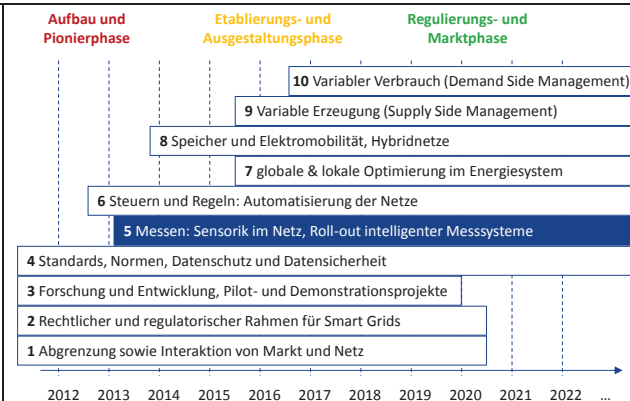 Aufbau und
Pionierphase
Etablierungs- und
Ausgestaltungsphase
Regulierungs- und
Marktphase
10 Variabler Verbrauch (Demand Side Management)
9 Variable Erzeugung (Supply Side Management)
8 Speicher und Elektromobilität, Hybridnetze
7 globale & lokale Optimierung im Energiesystem
6 Steuern und Regeln: Automatisierung der Netze
5 Messen: Sensorik im Netz, Roll-out intelligenter Messsysteme
4 Standards, Normen, Datenschutz und Datensicherheit
3 Forschung und Entwicklung, Pilot- und Demonstrationsprojekte
2 Rechtlicher und regulatorischer Rahmen für Smart Grids
1 Abgrenzung sowie Interaktion von Markt und Netz
2012 2013 2014 2015 2016 2017 2018 2019 2020 2021 2022 ...